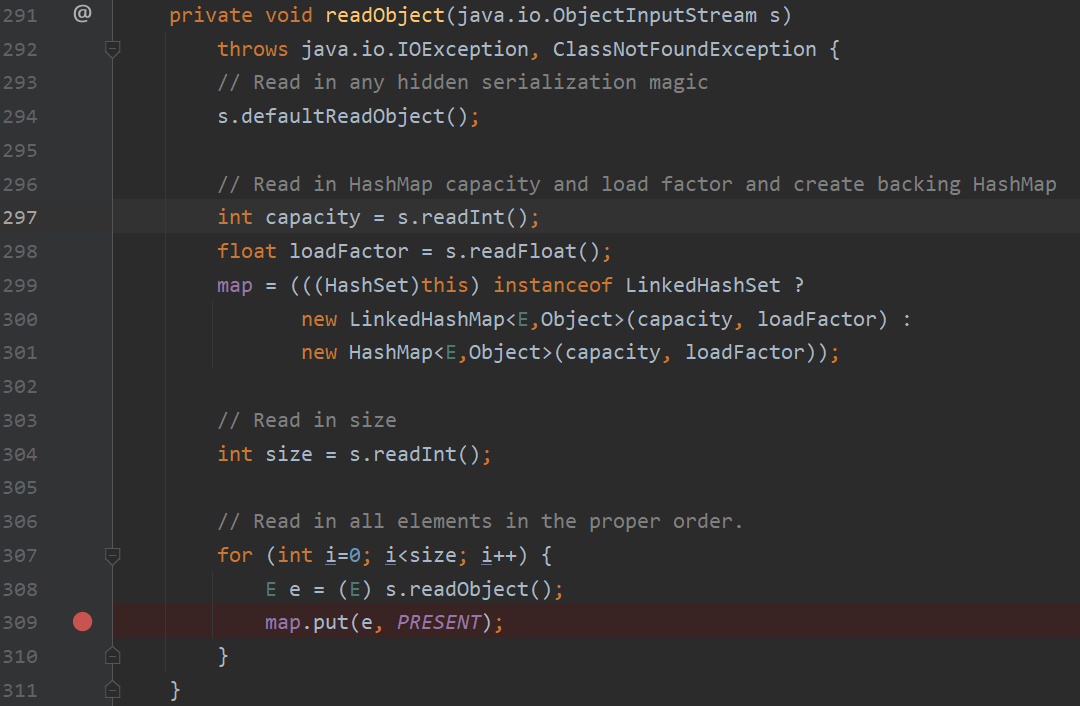 291 @ private void readObject(java.io.ObjectInputStream s)
292 throws java.io.IOException, ClassNotFoundException {
293 // Read in any hidden serialization magic
294 s.defaultReadObject();
295
296 // Read in HashMap capacity and load factor and create backing HashMap
297 int capacity = s.readInt();
298 float loadFactor = s.readFloat();
299 map = (((HashSet)this) instanceof LinkedHashSet ?
300 new LinkedHashMap<E,Object>(capacity, loadFactor) :
301 new HashMap<E,Object>(capacity, loadFactor));
302
303 // Read in size
304 int size = s.readInt();
305
306 // Read in all elements in the proper order.
307 for (int i=0; i<size; i++) {
308 E e = (E) s.readObject();
309 map.put(e, PRESENT);
310 }
311 }